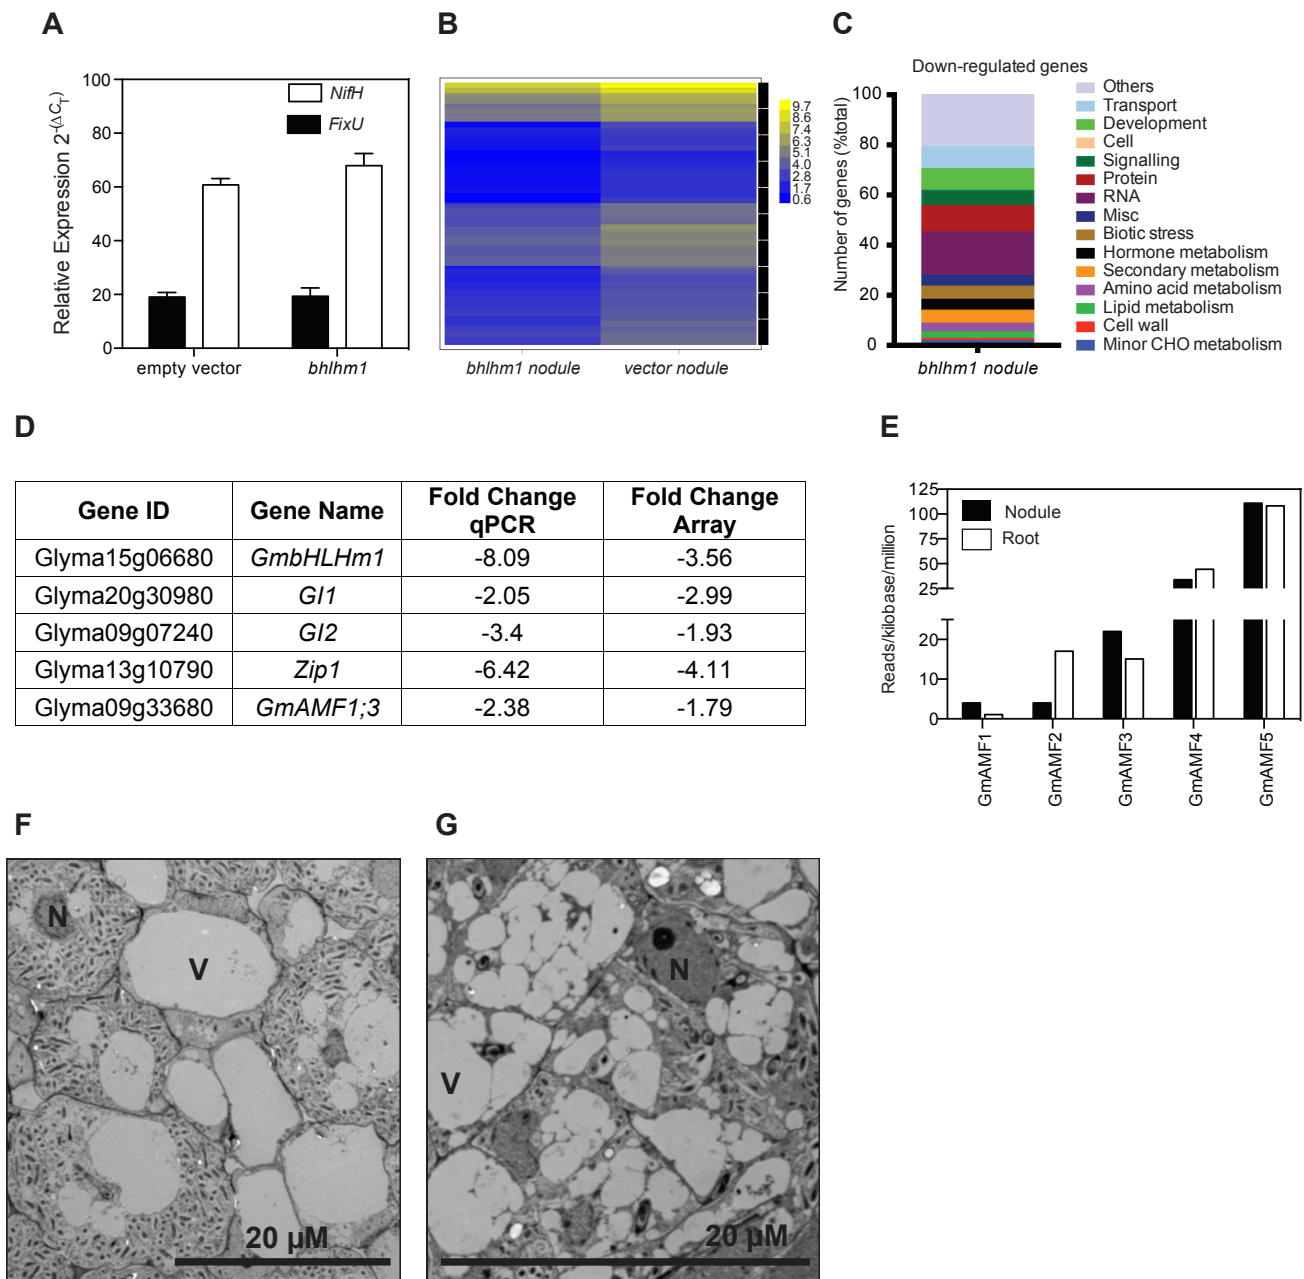 A
B
C
Relative Expression 2^-(ΔC_T)
100
80
60
40
20
0
NifH
FixU
empty vector
bhlhm1
9.7
8.6
7.4
6.3
5.1
4.0
2.8
1.7
0.6
bhlhm1 nodule
vector nodule
Down-regulated genes
Number of genes (%total)
100
80
60
40
20
0
bhlhm1 nodule
Others
Transport
Development
Cell
Signalling
Protein
RNA
Misc
Biotic stress
Hormone metabolism
Secondary metabolism
Amino acid metabolism
Lipid metabolism
Cell wall
Minor CHO metabolism
D
Gene ID Gene Name Fold Change qPCR Fold Change Array
Glyma15g06680 GmbHLHm1 -8.09 -3.56
Glyma20g30980 GI1 -2.05 -2.99
Glyma09g07240 GI2 -3.4 -1.93
Glyma13g10790 Zip1 -6.42 -4.11
Glyma09g33680 GmAMF1;3 -2.38 -1.79
E
Reads/kilobase/million
125
100
75
50
25
20
10
0
Nodule
Root
GmAMF1
GmAMF2
GmAMF3
GmAMF4
GmAMF5
F
N
V
20 µM
G
N
V
20 µM